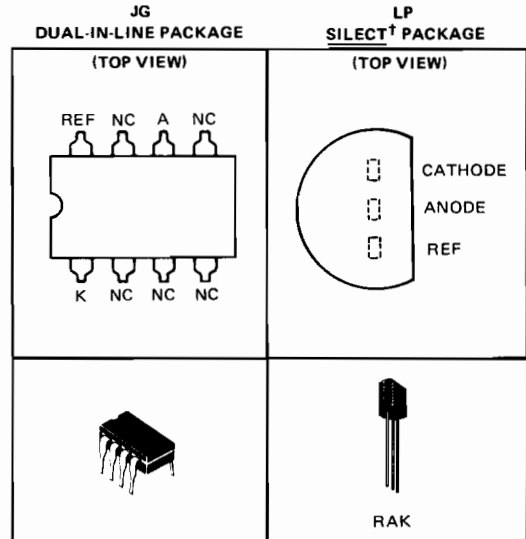 JG
DUAL-IN-LINE PACKAGE
(TOP VIEW)
REF NC A NC
K NC NC NC
LP
SILECT† PACKAGE
(TOP VIEW)
CATHODE
ANODE
REF
RAK